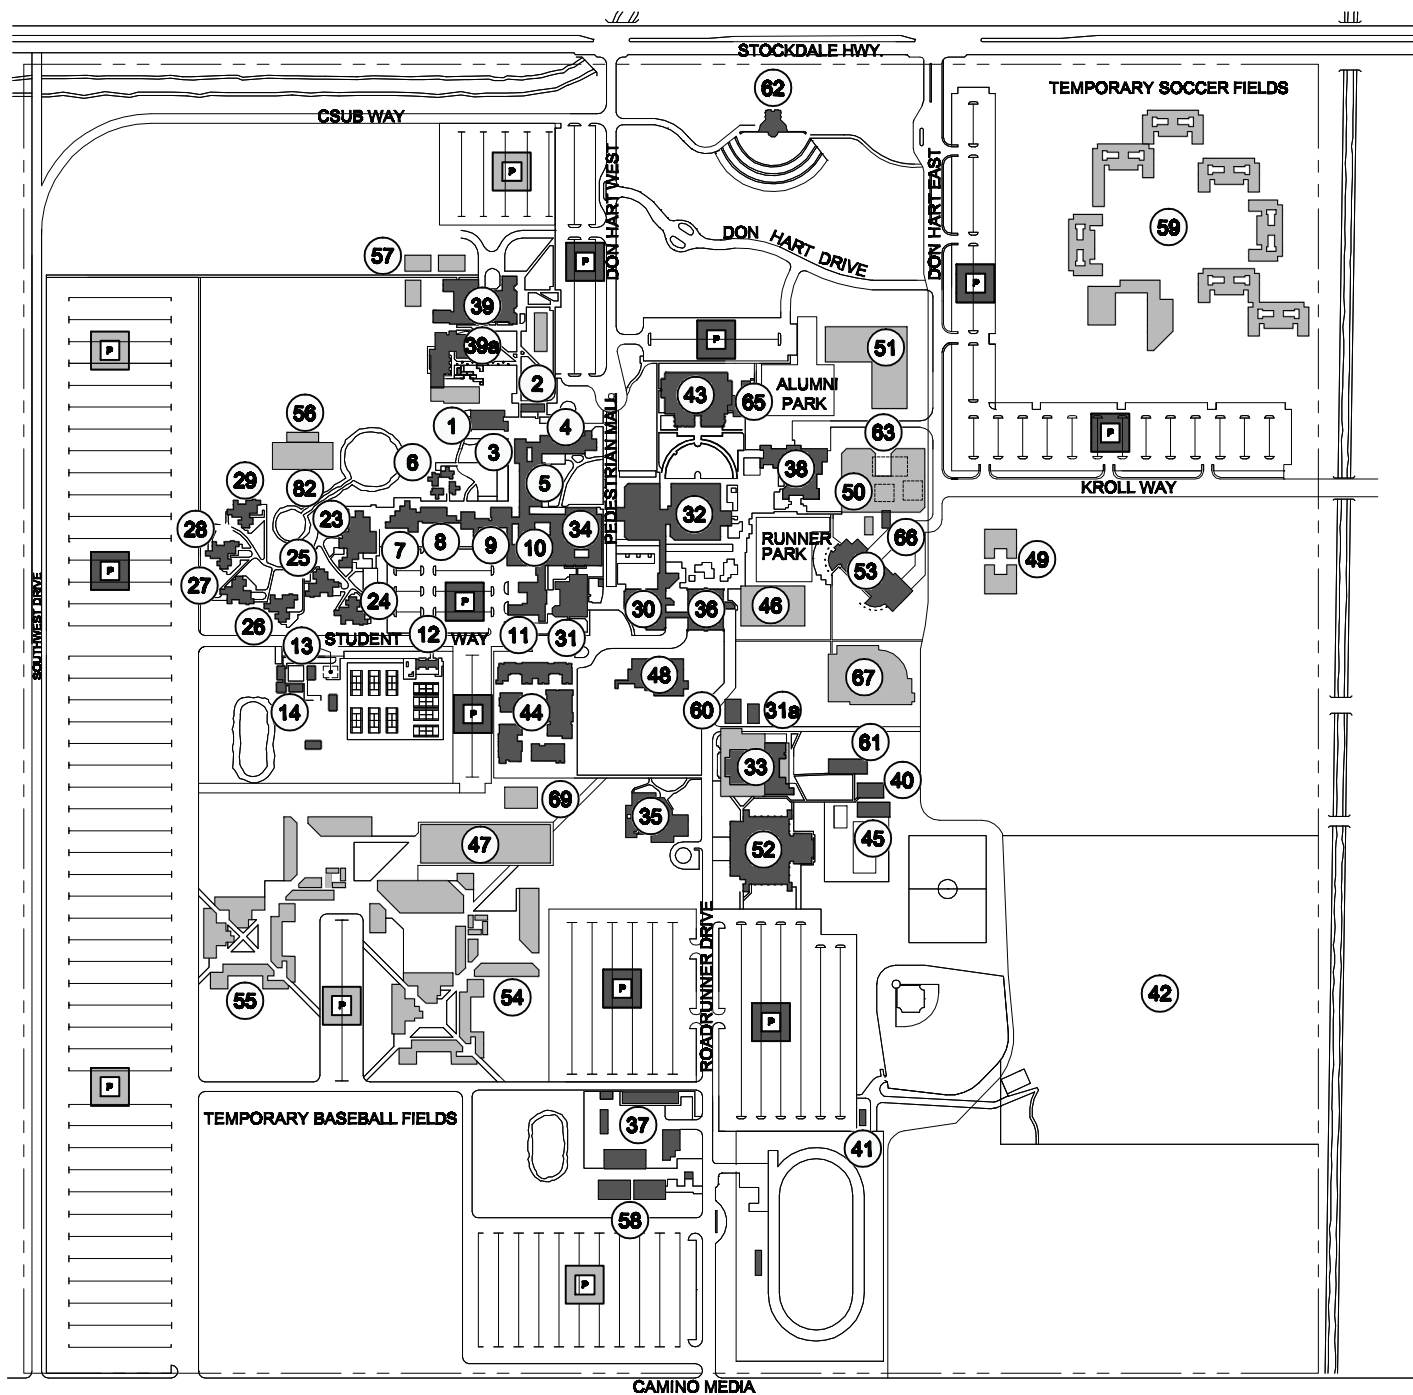 STOCKDALE HWY.
62
TEMPORARY SOCCER FIELDS
CSUB WAY
P
DON HART WEST
DON HART EAST
59
DON HART DRIVE
57
P
P
39
P
39a
51
P
2
43
ALUMNI
PARK
65
56
1
4
PEDESTRIAN MALL
63
P
3
6
38
29
82
5
50
KROLL WAY
28
23
34
32
RUNNER
PARK
66
7
8
9
10
25
53
49
P
27
24
P
30
36
46
SOUTHWEST DRIVE
26
13
STUDENT WAY
12
11
31
48
67
14
P
44
60
31a
61
33
40
69
35
47
52
45
ROADRUNNER DRIVE
55
P
54
P
P
42
P
TEMPORARY BASEBALL FIELDS
37
41
58
P
CAMINO MEDIA